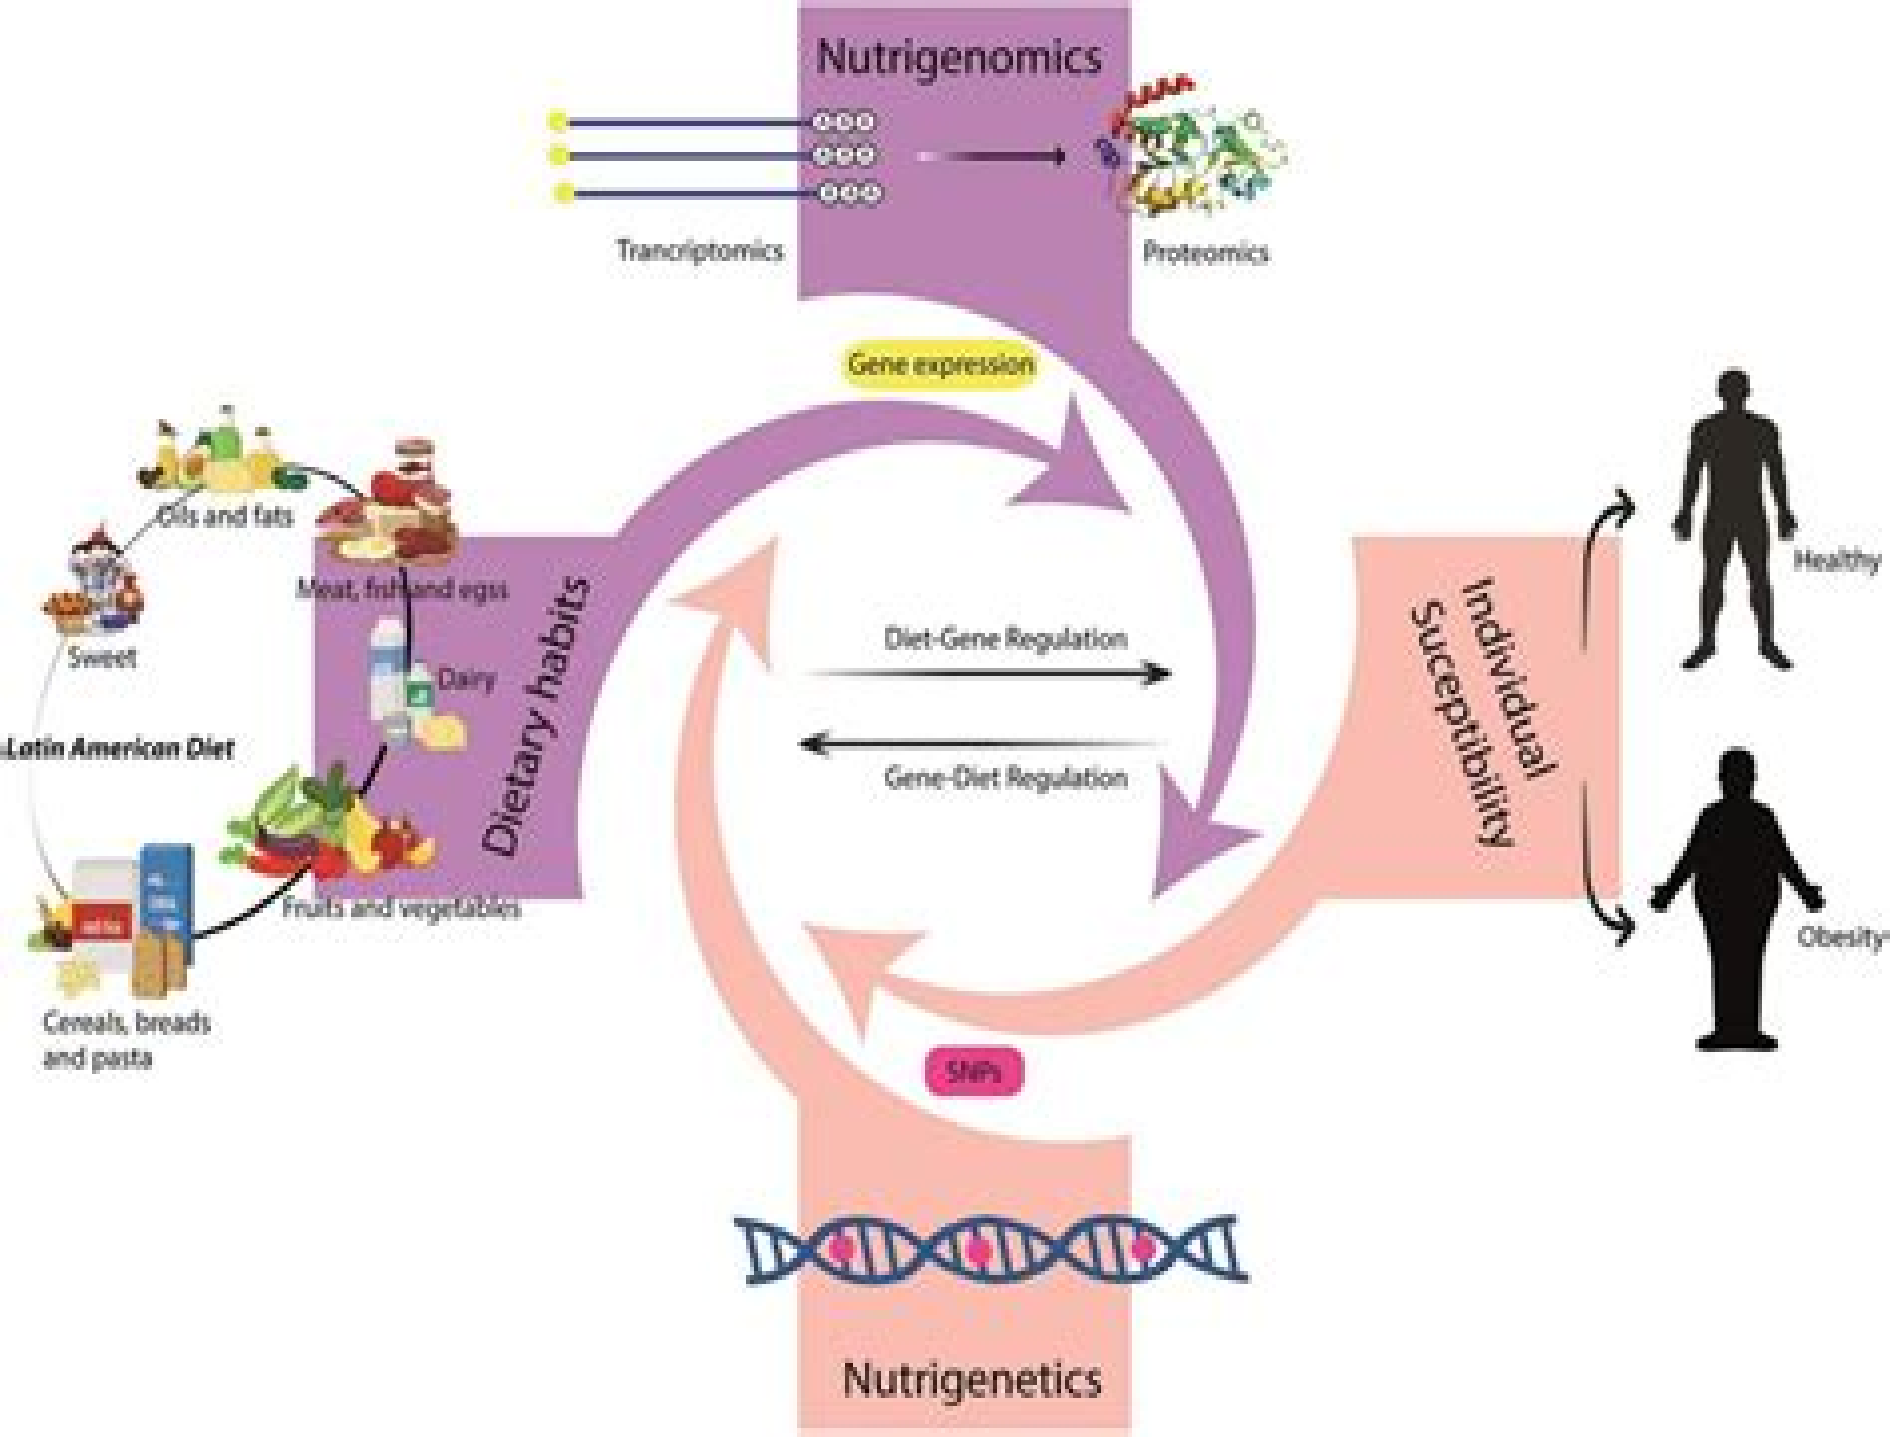 Nutrigenomics
Trancriptomics
Proteomics
Gene expression
Oils and fats
Meat, fish and egss
Sweet
Dairy
Dietary habits
Latin American Diet
Fruits and vegetables
Cereals, breads
and pasta
Diet-Gene Regulation
Gene-Diet Regulation
Individual
Suceptibility
Healthy
Obesity
SNPs
Nutrigenetics